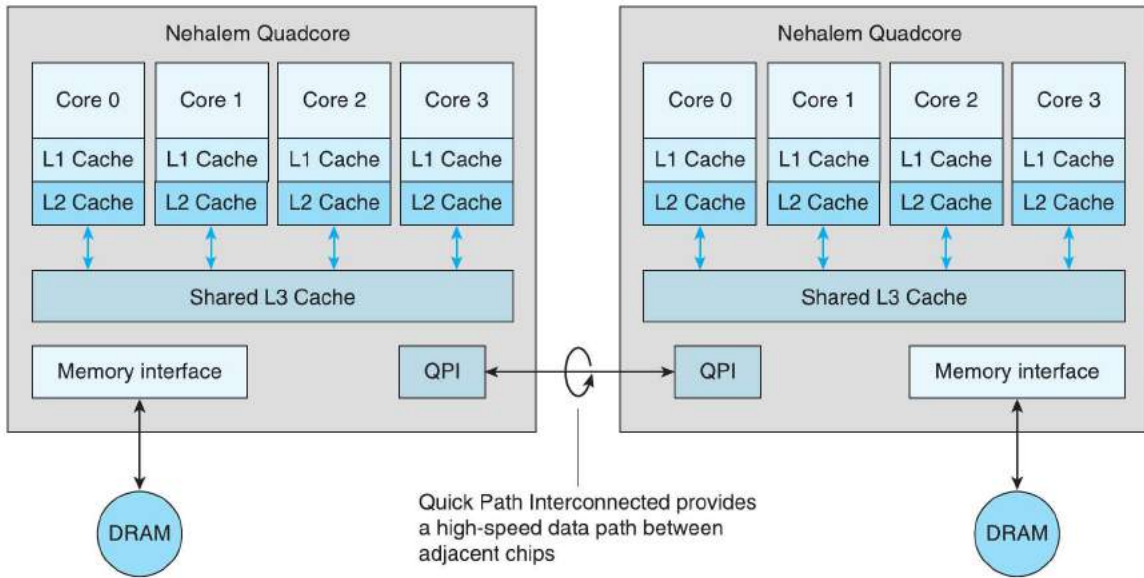 Nehalem Quadcore
Core 0
Core 1
Core 2
Core 3
L1 Cache
L1 Cache
L1 Cache
L1 Cache
L2 Cache
L2 Cache
L2 Cache
L2 Cache
Shared L3 Cache
Memory interface
QPI
DRAM
Quick Path Interconnected provides
a high-speed data path between
adjacent chips
Nehalem Quadcore
Core 0
Core 1
Core 2
Core 3
L1 Cache
L1 Cache
L1 Cache
L1 Cache
L2 Cache
L2 Cache
L2 Cache
L2 Cache
Shared L3 Cache
QPI
Memory interface
DRAM